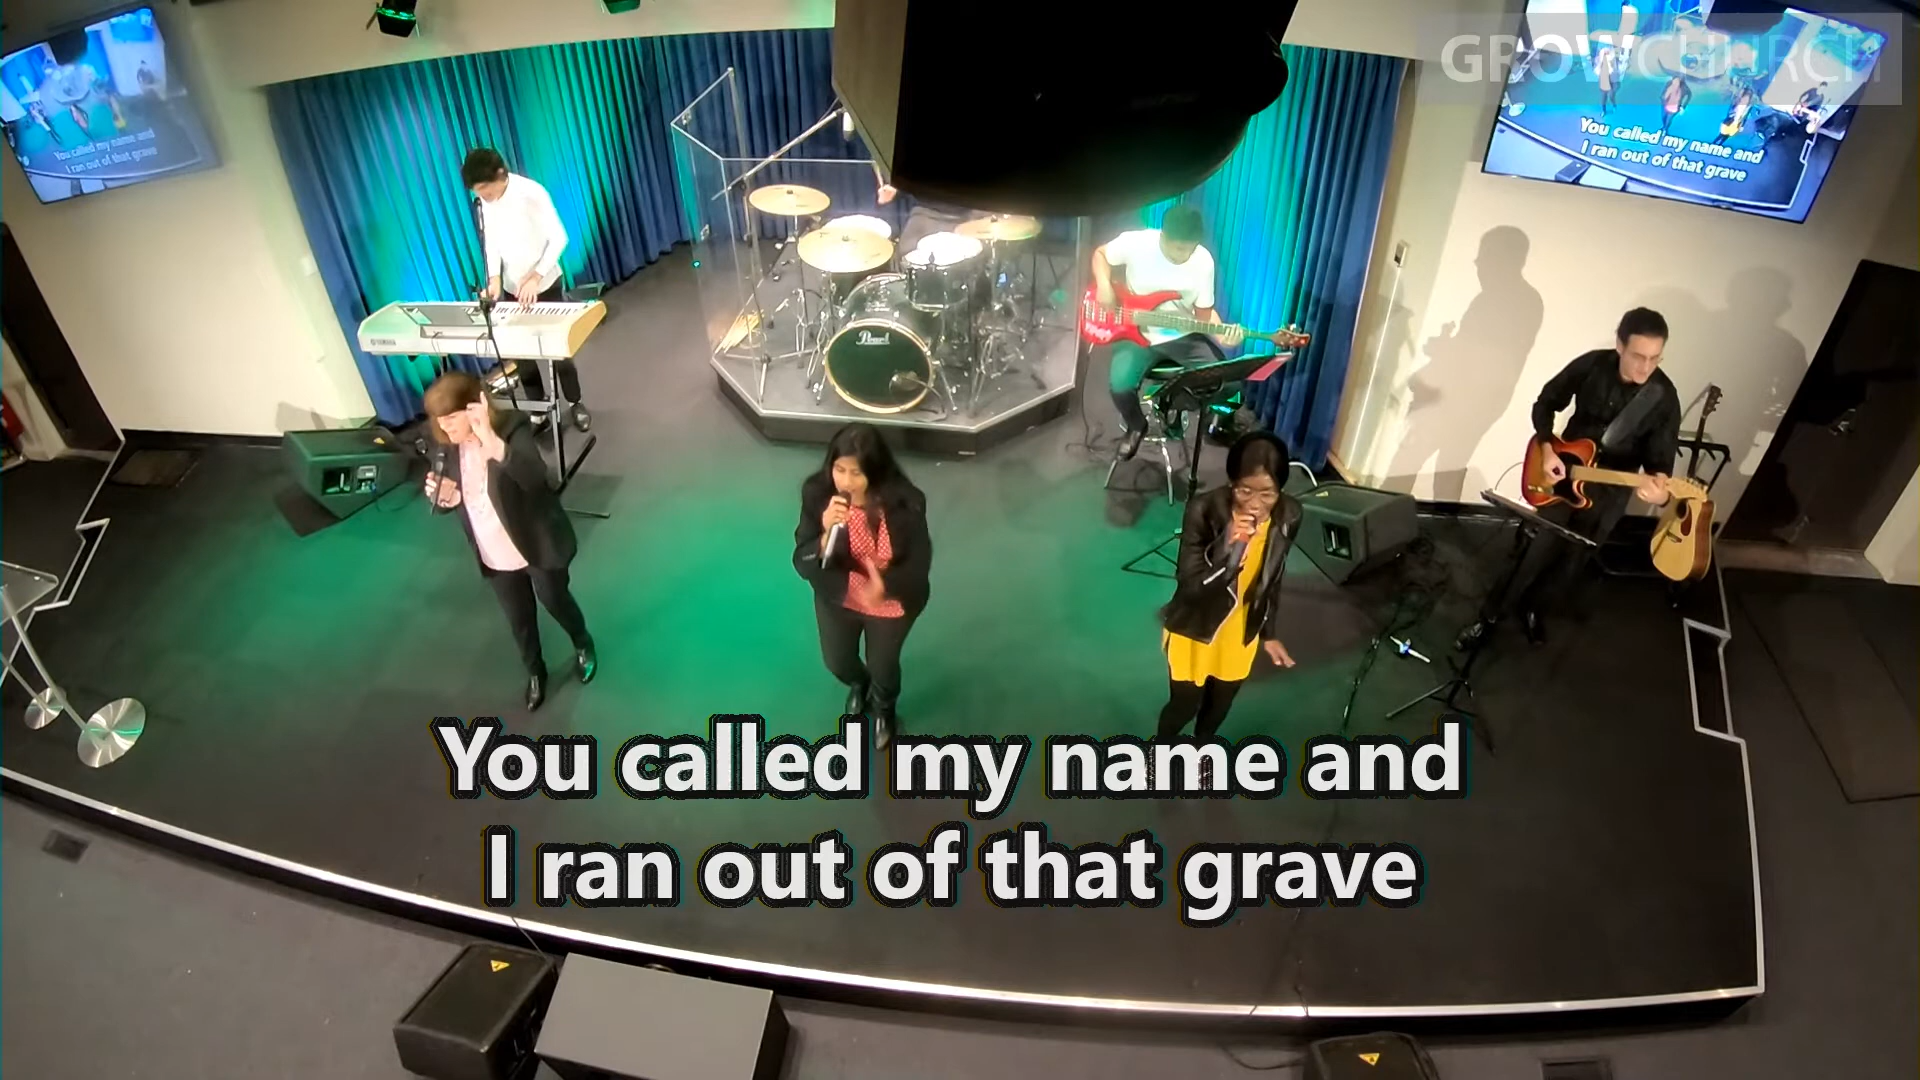 GROWCHURCH
You called my name and
I ran out of that grave
You called my name and
I ran out of that grave
Pearl
YAMAHA
You called my name and
I ran out of that grave